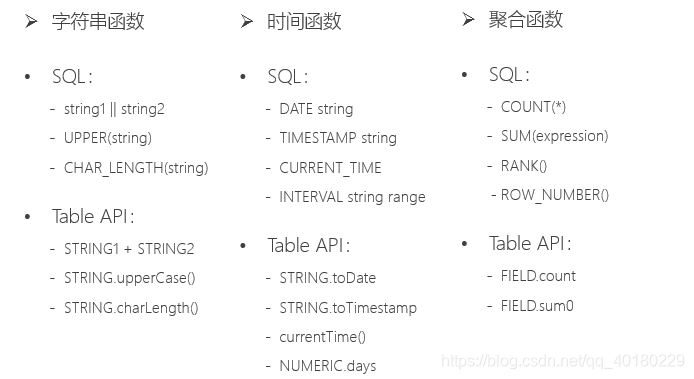 ➢ 字符串函数
• SQL：
- string1 || string2
- UPPER(string)
- CHAR_LENGTH(string)
• Table API：
- STRING1 + STRING2
- STRING.upperCase()
- STRING.charLength()
➢ 时间函数
• SQL：
- DATE string
- TIMESTAMP string
- CURRENT_TIME
- INTERVAL string range
• Table API：
- STRING.toDate
- STRING.toTimestamp
- currentTime()
- NUMERIC.days
➢ 聚合函数
• SQL：
- COUNT(*)
- SUM(expression)
- RANK()
- ROW_NUMBER()
• Table API：
- FIELD.count
- FIELD.sum0
https://blog.csdn.net/qq_40180229